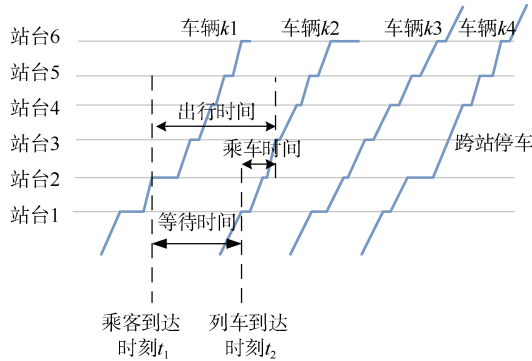 站台6
车辆k1
车辆k2
车辆k3
车辆k4
站台5
站台4
出行时间
站台3
乘车时间
跨站停车
站台2
站台1
等待时间
乘客到达
时刻t₁
列车到达
时刻t₂